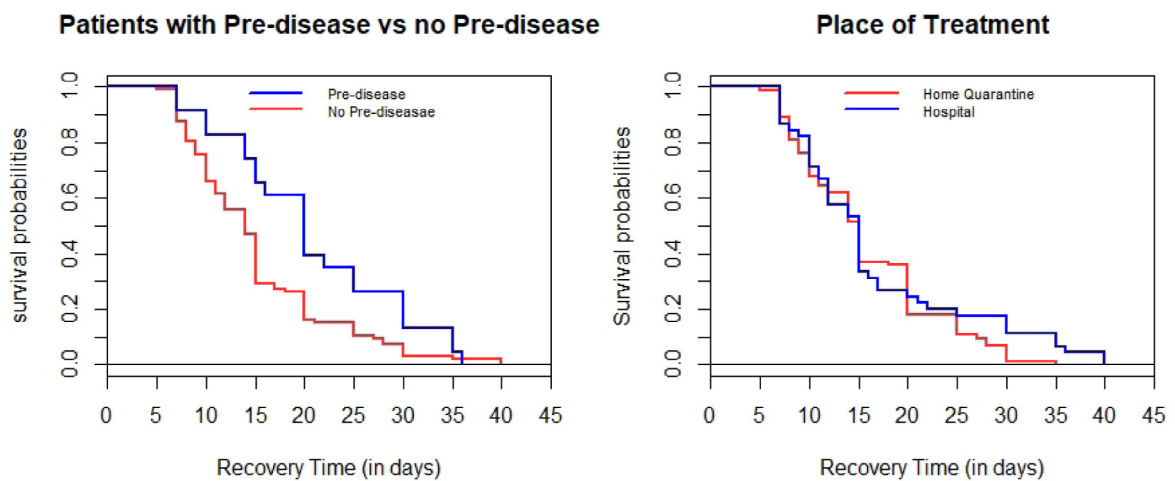 Patients with Pre-disease vs no Pre-disease
Pre-disease
No Pre-diseasae
survival probabilities
1.0
0.8
0.6
0.4
0.2
0.0
0 5 10 15 20 25 30 35 40 45
Recovery Time (in days)
Place of Treatment
Home Quarantine
Hospital
Survival probabilities
1.0
0.8
0.6
0.4
0.2
0.0
0 5 10 15 20 25 30 35 40 45
Recovery Time (in days)